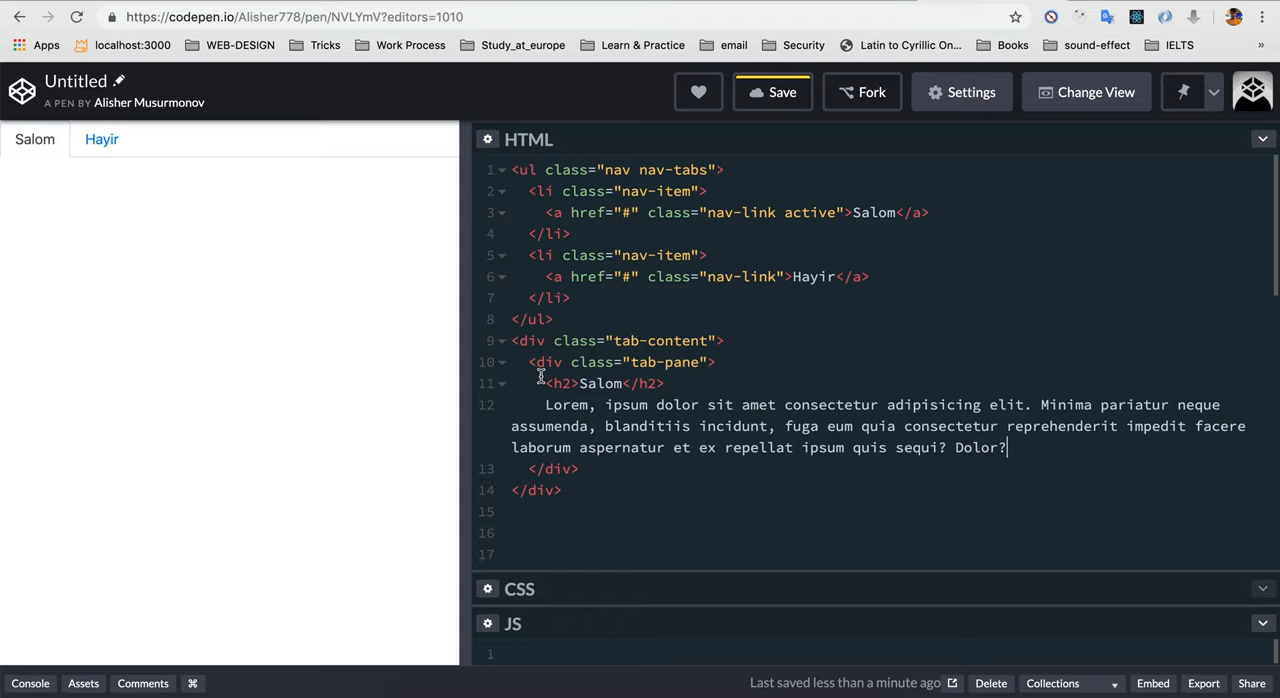 https://codepen.io/Alisher778/pen/NVLYmV?editors=1010
Apps localhost:3000 WEB-DESIGN Tricks Work Process Study_at_europe Learn & Practice email Security Latin to Cyrillic On... Books sound-effect IELTS »
Untitled
A PEN BY Alisher Musurmonov
Save Fork Settings Change View
Salom Hayir
HTML
1 <ul class="nav nav-tabs">
2 <li class="nav-item">
3 <a href="#" class="nav-link active">Salom</a>
4 </li>
5 <li class="nav-item">
6 <a href="#" class="nav-link">Hayir</a>
7 </li>
8 </ul>
9 <div class="tab-content">
10 <div class="tab-pane">
11 <h2>Salom</h2>
12 Lorem, ipsum dolor sit amet consectetur adipisicing elit. Minima pariatur neque
assumenda, blanditiis incidunt, fuga eum quia consectetur reprehenderit impedit facere
laborum aspernatur et ex repellat ipsum quis sequi? Dolor?
13 </div>
14 </div>
15
16
17
CSS
JS
1
Console Assets Comments ⌘ Last saved less than a minute ago Delete Collections Embed Export Share